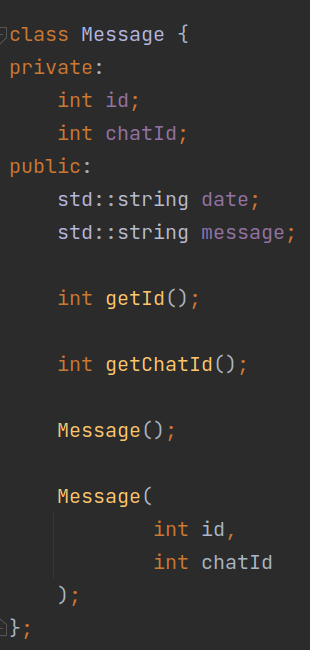 class Message {
private:
    int id;
    int chatId;
public:
    std::string date;
    std::string message;

    int getId();

    int getChatId();

    Message();

    Message(
            int id,
            int chatId
    );
};